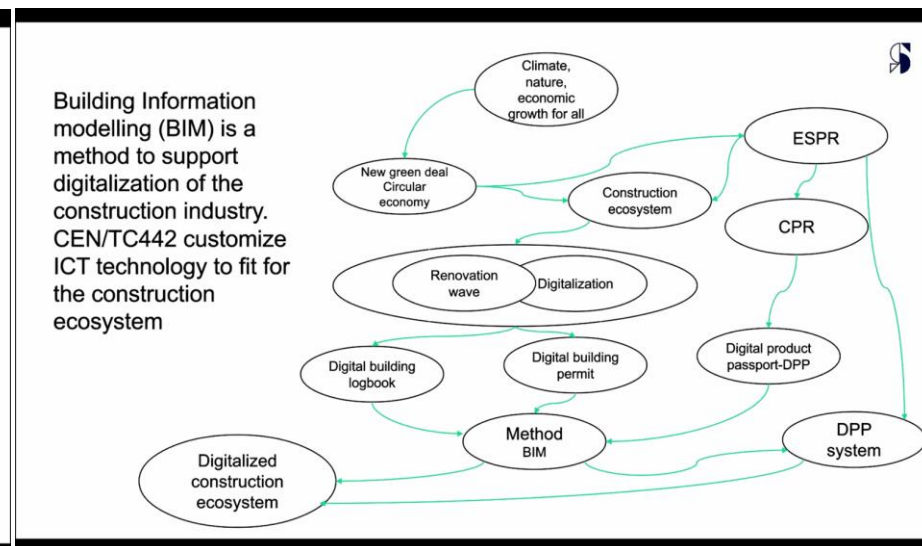 Building Information
modelling (BIM) is a
method to support
digitalization of the
construction industry.
CEN/TC442 customize
ICT technology to fit for
the construction
ecosystem
Climate,
nature,
economic
growth for all
ESPR
New green deal
Circular
economy
Construction
ecosystem
CPR
Renovation
wave
Digitalization
Digital building
logbook
Digital building
permit
Digital product
passport-DPP
Method
BIM
DPP
system
Digitalized
construction
ecosystem